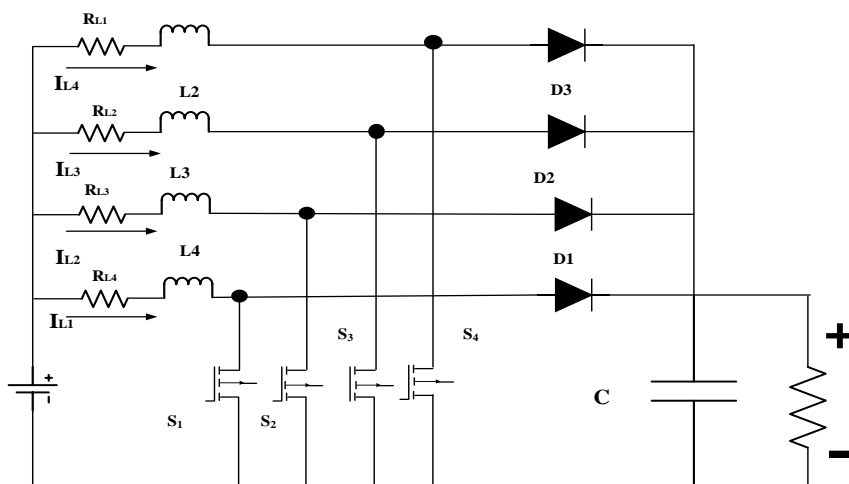 RL1
IL4
L2
D3
RL2
IL3
L3
D2
RL3
IL2
L4
D1
RL4
IL1
S3
S4
+
+
-
C
S1
S2
-